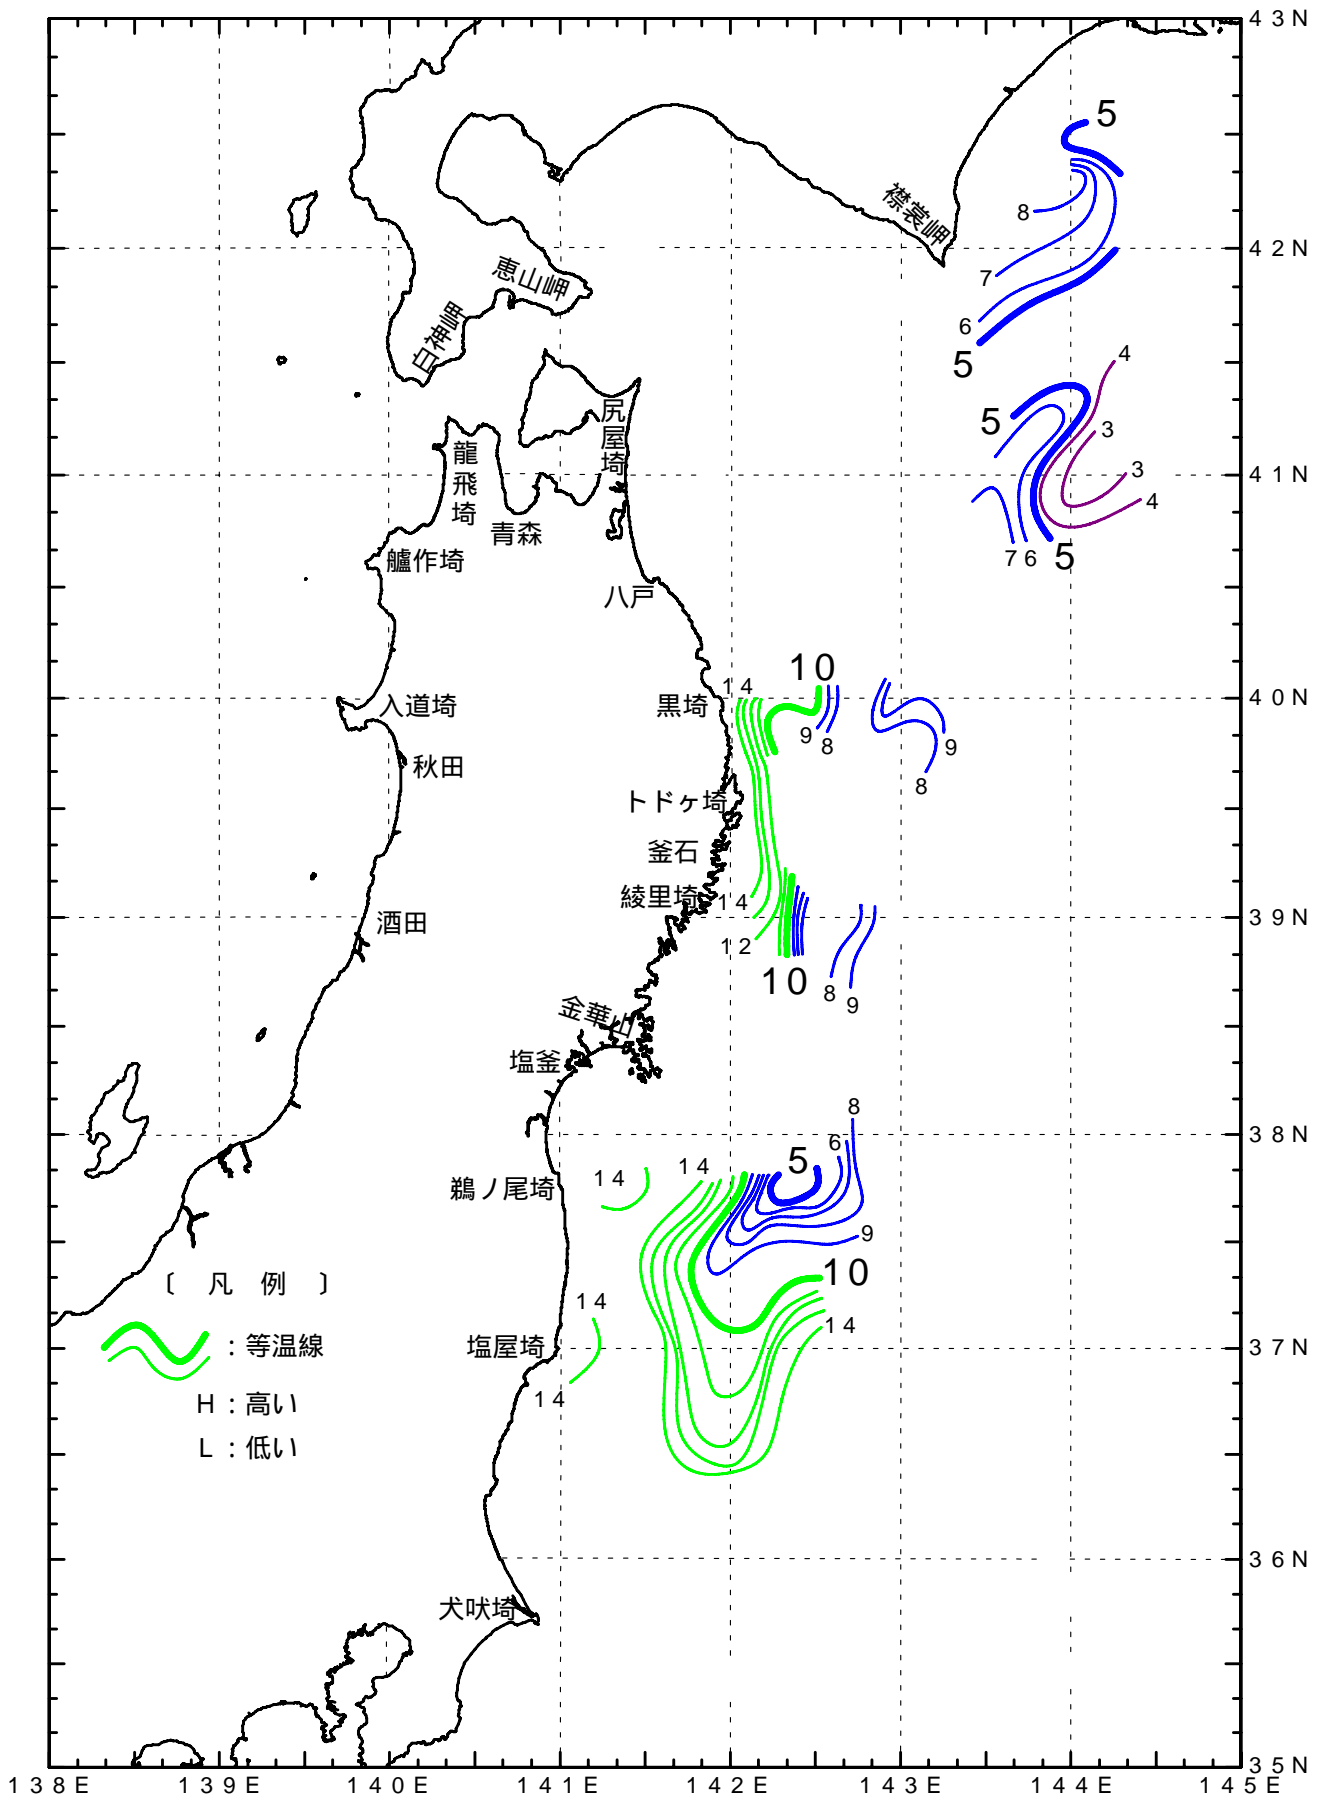 43N
5
襟裳岬
8
42N
恵山岬
7
6
白神岬
5
4
尻屋埼
5
3
龍飛埼
3
41N
4
青森
7 6 5
艫作埼
八戸
10
14
40N
入道埼
黒埼
9 8
9
秋田
8
トドヶ埼
釜石
綾里埼
14
39N
酒田
12
10
8
9
金華山
塩釜
8
38N
6
5
14
14
鵜ノ尾埼
9
10
〔 凡 例 〕
14
14
：等温線
塩屋埼
37N
14
H：高い
L：低い
36N
犬吠埼
35N
138E 139E 140E 141E 142E 143E 144E 145E